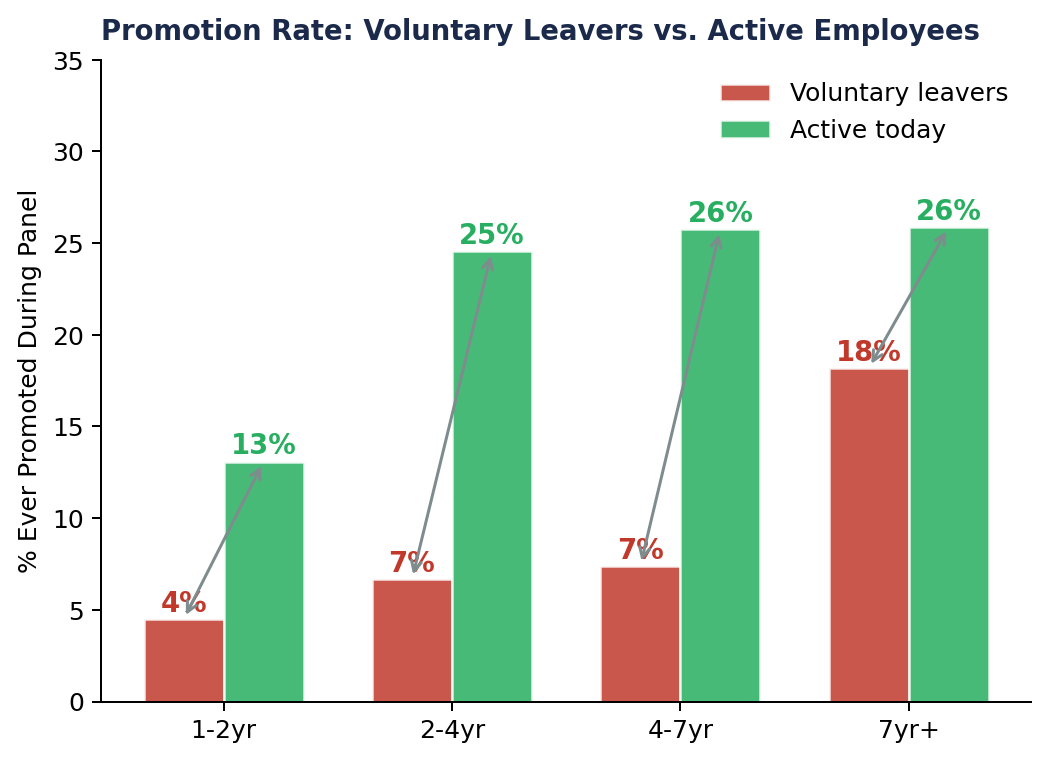 Promotion Rate: Voluntary Leavers vs. Active Employees
% Ever Promoted During Panel
35
30
25
20
15
10
5
0
Voluntary leavers
Active today
4%
13%
7%
25%
7%
26%
18%
26%
1-2yr
2-4yr
4-7yr
7yr+